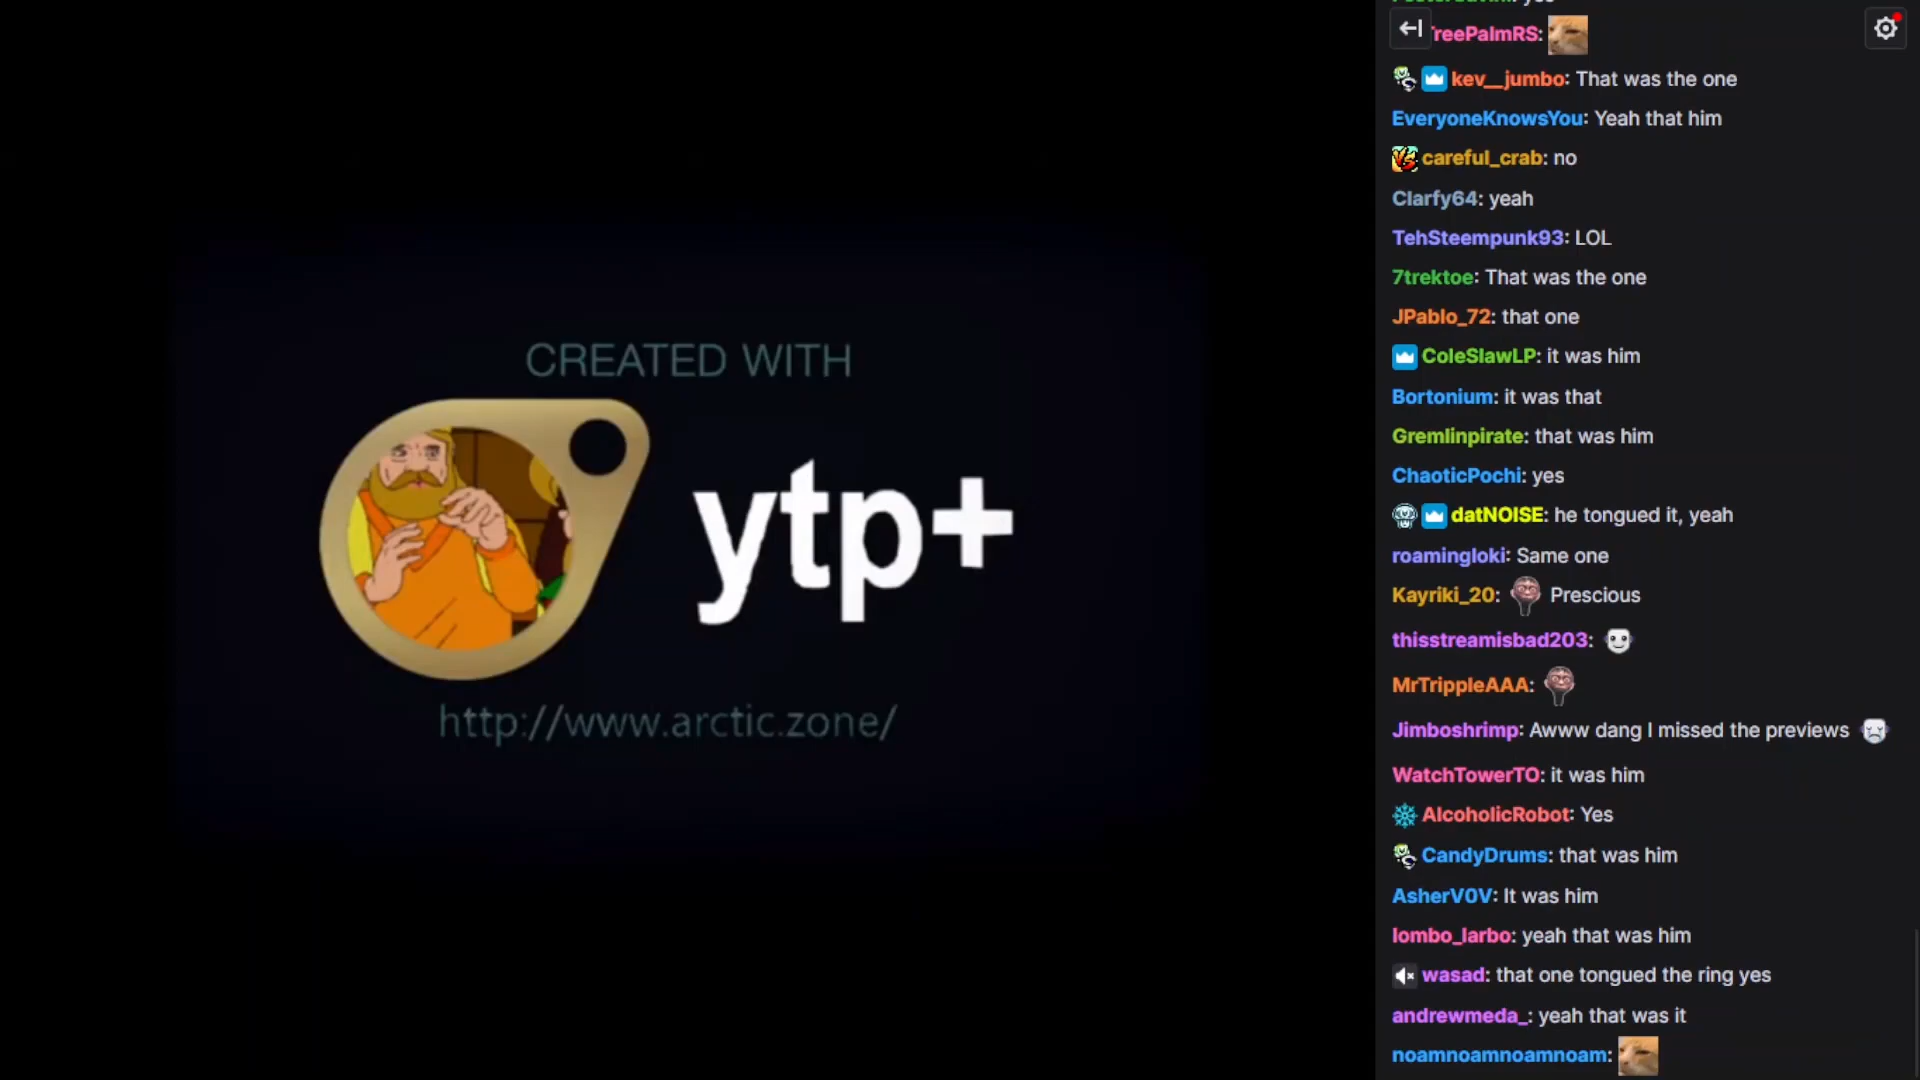 CREATED WITH
ytp+
http://www.arctic.zone/
reePalmRS:
kev__jumbo: That was the one
EveryoneKnowsYou: Yeah that him
careful_crab: no
Clarfy64: yeah
TehSteempunk93: LOL
7trektoe: That was the one
JPablo_72: that one
ColeSlawLP: it was him
Bortonium: it was that
Gremlinpirate: that was him
ChaoticPochi: yes
datNOISE: he tongued it, yeah
roamingloki: Same one
Kayriki_20: Prescious
thisstreamisbad203:
MrTrippleAAA:
Jimboshrimp: Awww dang I missed the previews
WatchTowerTO: it was him
AlcoholicRobot: Yes
CandyDrums: that was him
AsherV0V: It was him
lombo_larbo: yeah that was him
wasad: that one tongued the ring yes
andrewmeda_: yeah that was it
noamnoamnoamnoam: